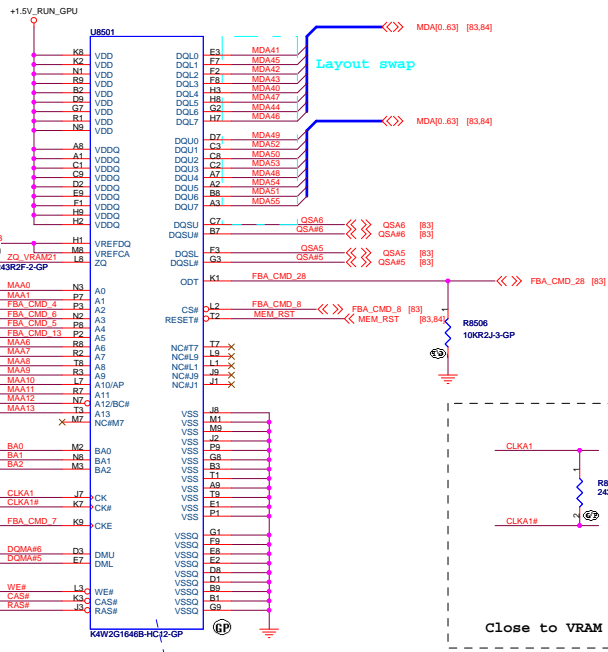 +1.5V_RUN_GPU
U8501
K8 VDD DQL0 E3 MDA41
K2 VDD DQL1 F7 MDA45
N1 VDD DQL2 F2 MDA42
R9 VDD DQL3 F8 MDA43
B2 VDD DQL4 H3 MDA40
D9 VDD DQL5 H8 MDA47
G7 VDD DQL6 G2 MDA44
R1 VDD DQL7 H7 MDA46
N9 VDD
MDA[0..63] [83,84]
Layout swap
MDA[0..63] [83,84]
DQU0 D7 MDA49
A8 VDDQ DQU1 C3 MDA52
A1 VDDQ DQU2 C8 MDA50
C1 VDDQ DQU3 C2 MDA53
C9 VDDQ DQU4 A7 MDA48
D2 VDDQ DQU5 A2 MDA54
E9 VDDQ DQU6 B8 MDA51
F1 VDDQ DQU7 A3 MDA55
H9 VDDQ
H2 VDDQ DQSU C7 QSA6 QSA6 [83]
DQSU# B7 QSA#6 QSA#6 [83]
H1 VREFDQ
M8 VREFCA DQSL F3 QSA5 QSA5 [83]
ZQ_VRAM21 L8 ZQ DQSL# G3 QSA#5 QSA#5 [83]
243R2F-2-GP
ODT K1 FBA_CMD_28 FBA_CMD_28 [83]
MAA0 N3 A0
MAA1 P7 A1
FBA_CMD_4 P3 A2 CS# L2 FBA_CMD_8 FBA_CMD_8 [83]
FBA_CMD_6 N2 A3 RESET# T2 MEM_RST MEM_RST [83,84]
FBA_CMD_5 P8 A4
FBA_CMD_13 P2 A5
MAA6 R8 A6 NC#T7 T7
MAA7 R2 A7 NC#L9 L9
MAA8 T8 A8 NC#L1 L1
MAA9 R3 A9 NC#J9 J9
MAA10 L7 A10/AP NC#J1 J1
MAA11 R7 A11
MAA12 N7 A12/BC#
MAA13 T3 A13
M7 NC#M7
R8506
10KR2J-3-GP
1
VSS J8
VSS M1
VSS M9
VSS J2
BA0 M2 BA0 VSS P9
BA1 N8 BA1 VSS G8
BA2 M3 BA2 VSS B3
VSS T1
VSS A9
CLKA1 J7 CK VSS T9
CLKA1# K7 CK# VSS E1
VSS P1
FBA_CMD_7 K9 CKE
VSSQ G1
VSSQ F9
DQMA#6 D3 DMU VSSQ E8
DQMA#5 E7 DML VSSQ E2
VSSQ D8
VSSQ D1
WE# L3 WE# VSSQ B9
CAS# K3 CAS# VSSQ B1
RAS# J3 RAS# VSSQ G9
K4W2G1646B-HC12-GP
GP
CLKA1
1
R8
243
2
CLKA1#
Close to VRAM